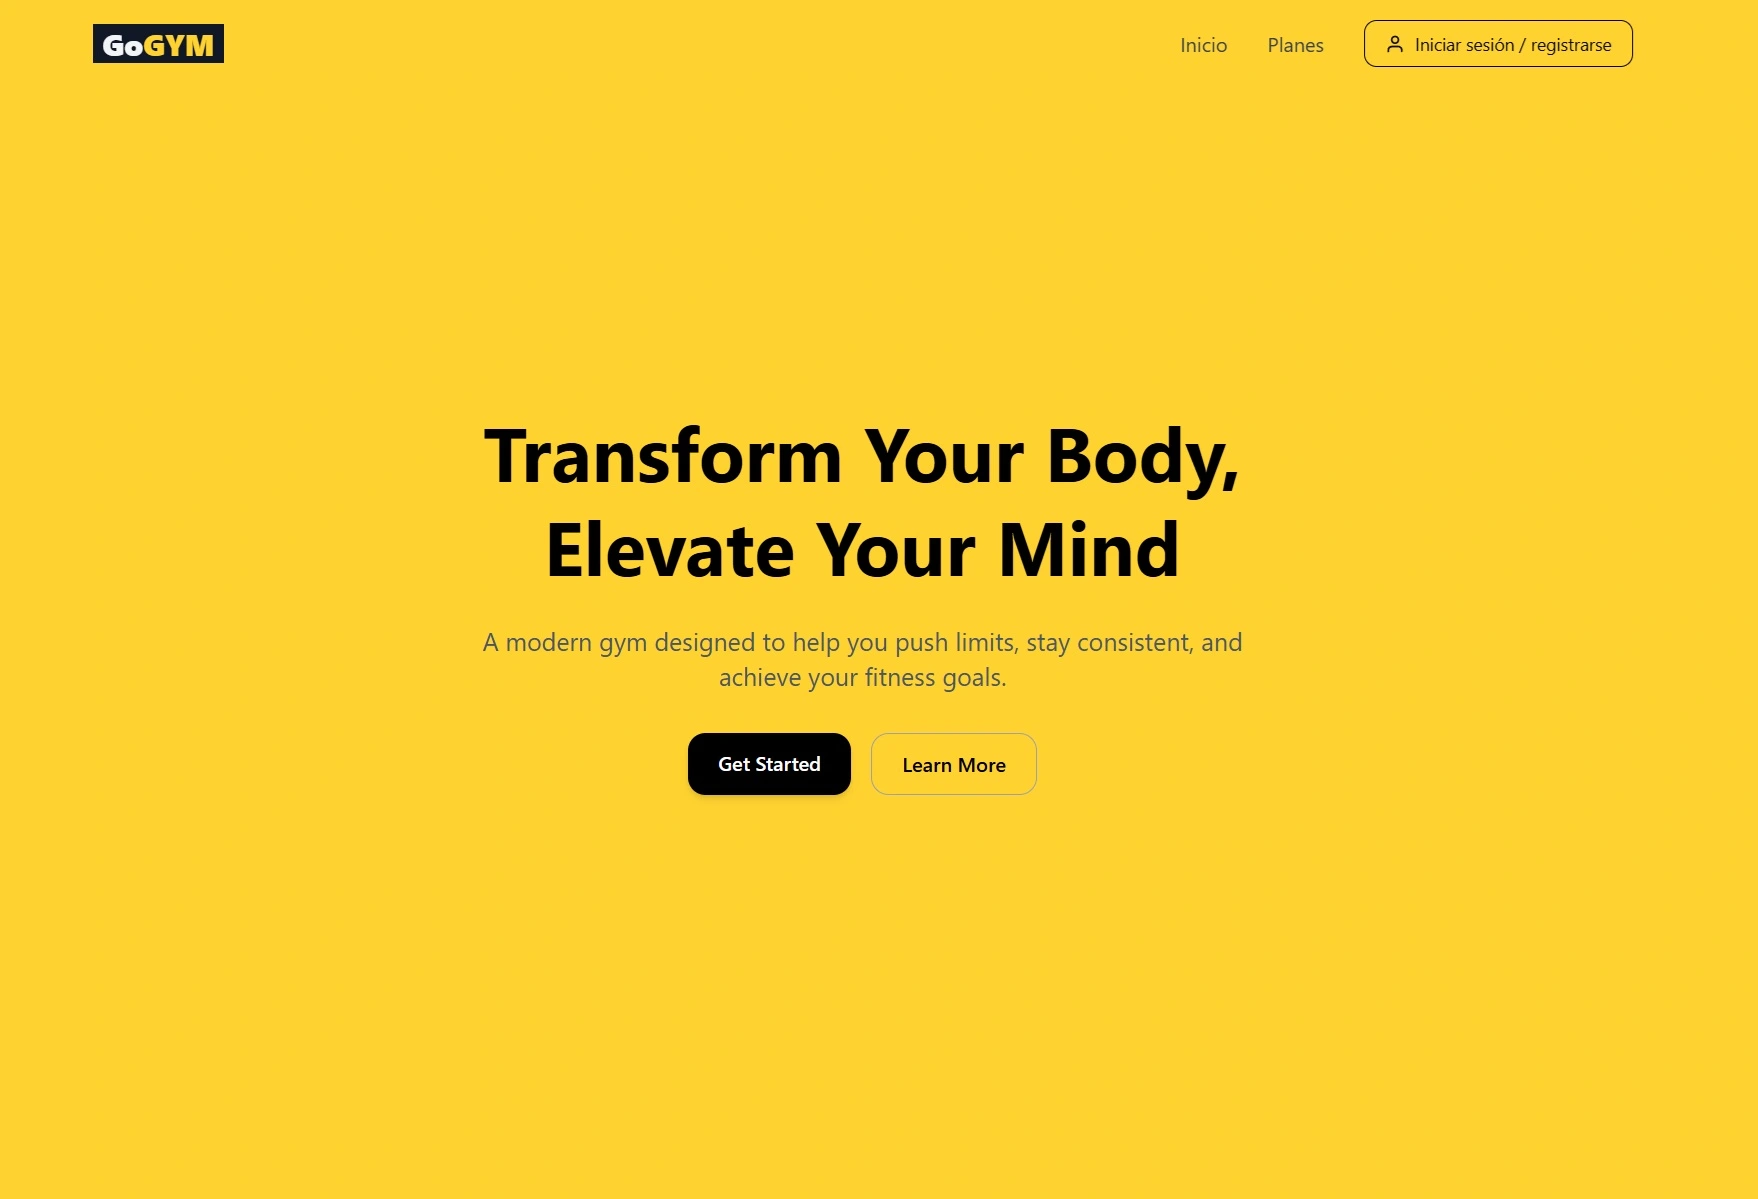 GoGYM
Inicio
Planes
Iniciar sesión / registrarse
Transform Your Body,
Elevate Your Mind
A modern gym designed to help you push limits, stay consistent, and
achieve your fitness goals.
Get Started
Learn More